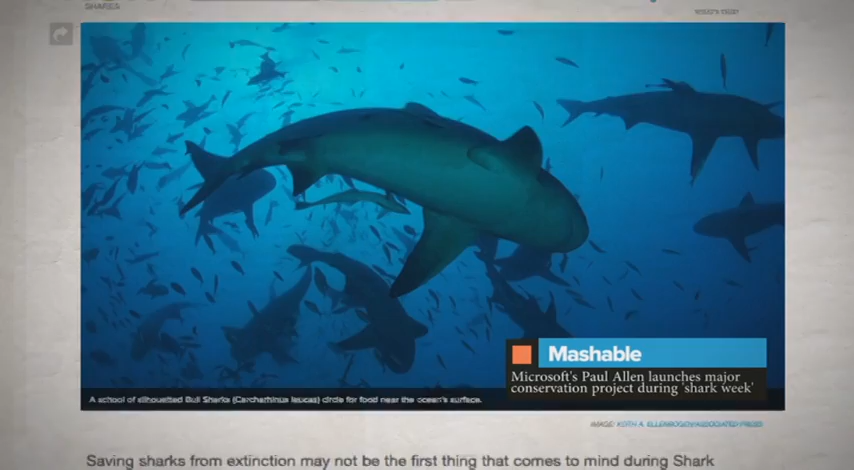 SHARES
Mashable
Microsoft's Paul Allen launches major
conservation project during 'shark week'
A school of silhouetted Bull Sharks (Carcharhinus leucas) circle for food near the ocean's surface.
IMAGE: KEITH A. ELLENBOGEN/ASSOCIATED PRESS
Saving sharks from extinction may not be the first thing that comes to mind during Shark